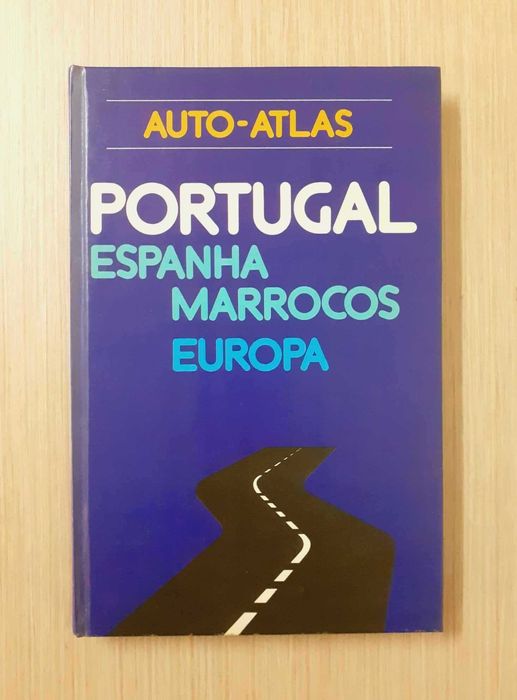 AUTO-ATLAS
PORTUGAL
ESPANHA
MARROCOS
EUROPA